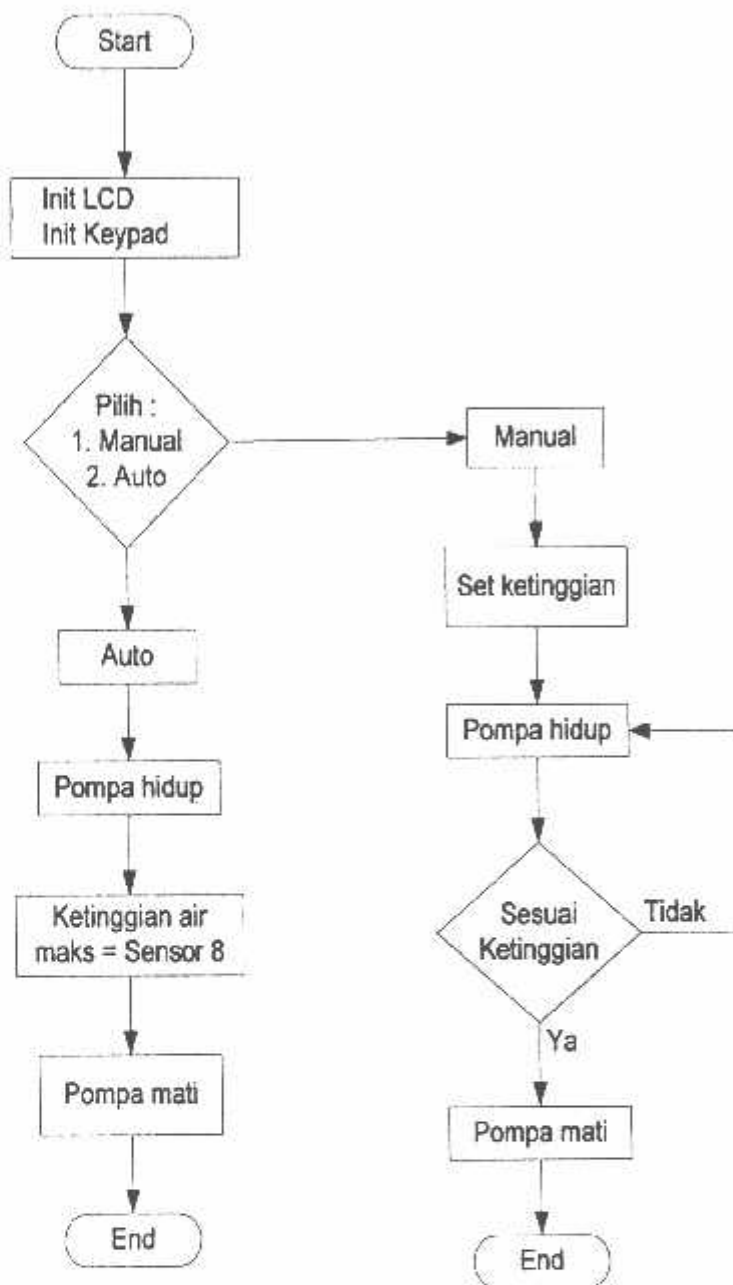 Start
Init LCD
Init Keypad
Pilih :
1. Manual
2. Auto
Auto
Pompa hidup
Ketinggian air
maks = Sensor 8
Pompa mati
End
Manual
Set ketinggian
Pompa hidup
Sesuai
Ketinggian
Tidak
Ya
Pompa mati
End